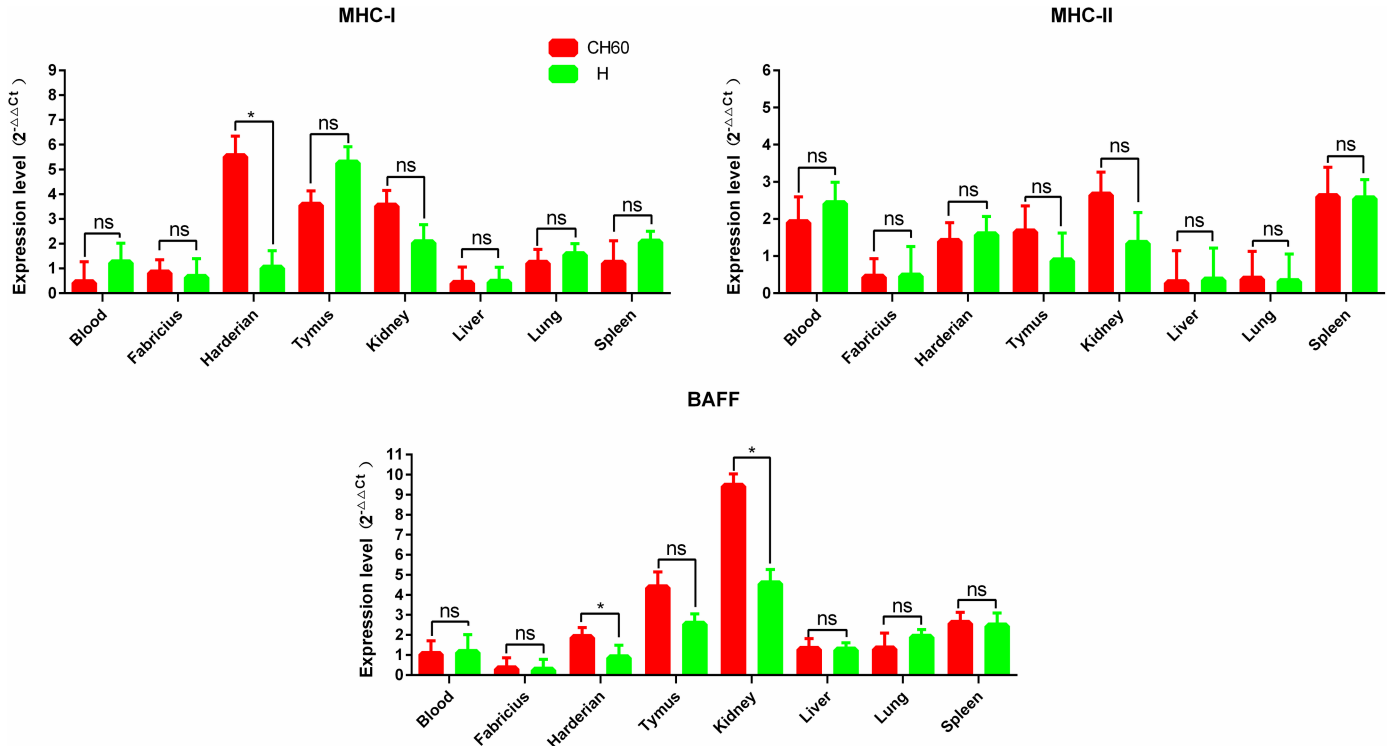 MHC-I
MHC-II
CH60
H
Expression level (2-△△Ct)
9
8
7
6
5
4
3
2
1
0
ns
ns
*
ns
ns
ns
ns
ns
Blood
Fabricius
Harderian
Tymus
Kidney
Liver
Lung
Spleen
Expression level (2-△△Ct)
6
5
4
3
2
1
0
ns
ns
ns
ns
ns
ns
ns
ns
Blood
Fabricius
Harderian
Tymus
Kidney
Liver
Lung
Spleen
BAFF
Expression level (2-△△Ct)
11
10
9
8
7
6
5
4
3
2
1
0
ns
ns
*
ns
*
ns
ns
ns
Blood
Fabricius
Harderian
Tymus
Kidney
Liver
Lung
Spleen